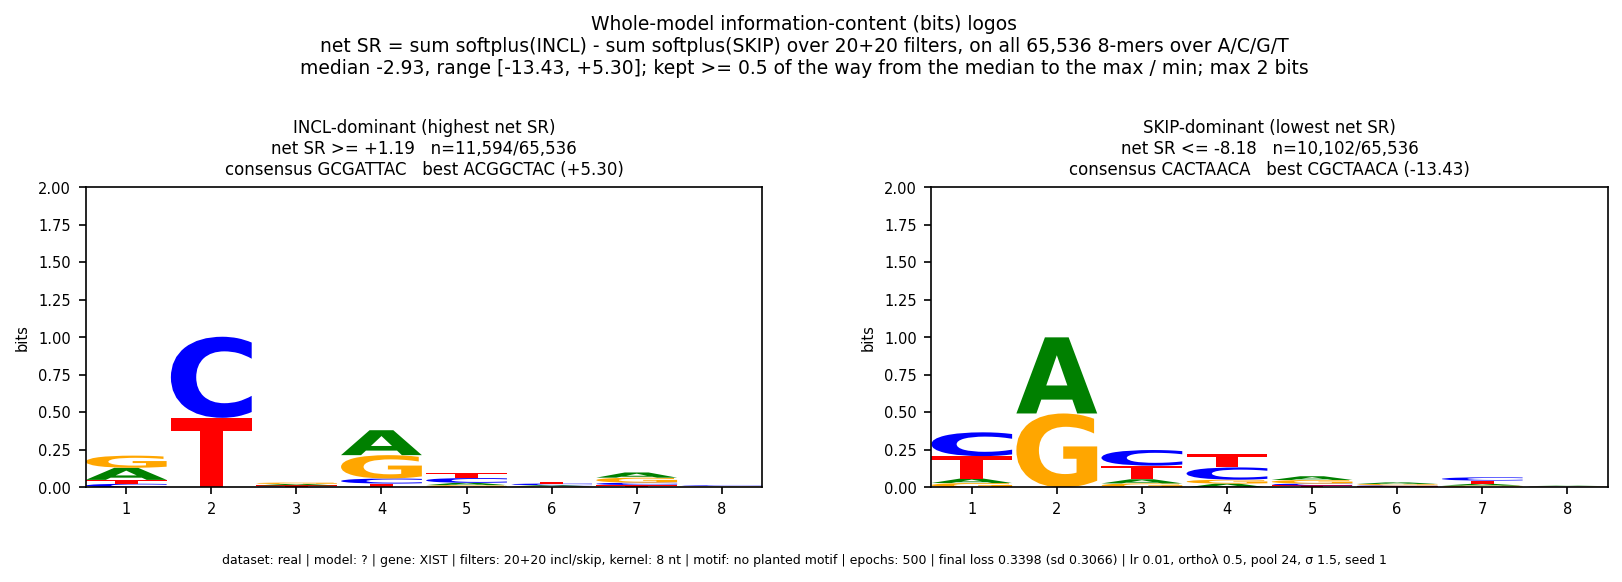 Whole-model information-content (bits) logos
net SR = sum softplus(INCL) - sum softplus(SKIP) over 20+20 filters, on all 65,536 8-mers over A/C/G/T
median -2.93, range [-13.43, +5.30]; kept >= 0.5 of the way from the median to the max / min; max 2 bits
INCL-dominant (highest net SR)
net SR >= +1.19   n=11,594/65,536
consensus GCGATTAC   best ACGGCTAC (+5.30)
2.00
1.75
1.50
1.25
1.00
0.75
0.50
0.25
0.00
bits
1 2 3 4 5 6 7 8
SKIP-dominant (lowest net SR)
net SR <= -8.18   n=10,102/65,536
consensus CACTAACA   best CGCTAACA (-13.43)
2.00
1.75
1.50
1.25
1.00
0.75
0.50
0.25
0.00
bits
1 2 3 4 5 6 7 8
dataset: real | model: ? | gene: XIST | filters: 20+20 incl/skip, kernel: 8 nt | motif: no planted motif | epochs: 500 | final loss 0.3398 (sd 0.3066) | lr 0.01, orthoλ 0.5, pool 24, σ 1.5, seed 1